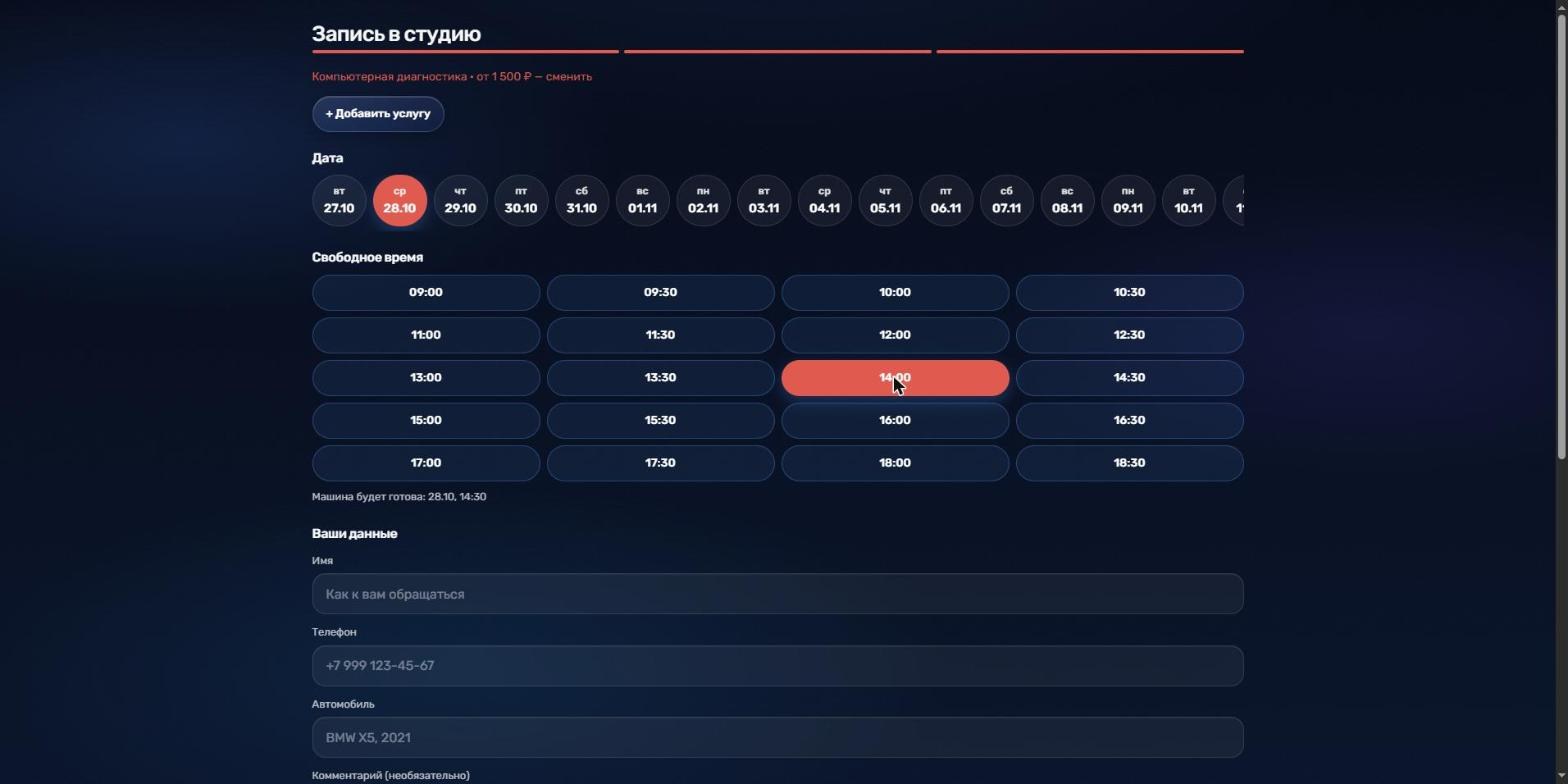 Запись в студию
Компьютерная диагностика • от 1 500 ₽ — сменить
+ Добавить услугу
Дата
вт ср чт пт сб вс пн вт ср чт пт сб вс пн вт
27.10 28.10 29.10 30.10 31.10 01.11 02.11 03.11 04.11 05.11 06.11 07.11 08.11 09.11 10.11
Свободное время
09:00 09:30 10:00 10:30
11:00 11:30 12:00 12:30
13:00 13:30 14:00 14:30
15:00 15:30 16:00 16:30
17:00 17:30 18:00 18:30
Машина будет готова: 28.10, 14:30
Ваши данные
Имя
Как к вам обращаться
Телефон
+7 999 123-45-67
Автомобиль
BMW X5, 2021
Комментарий (необязательно)